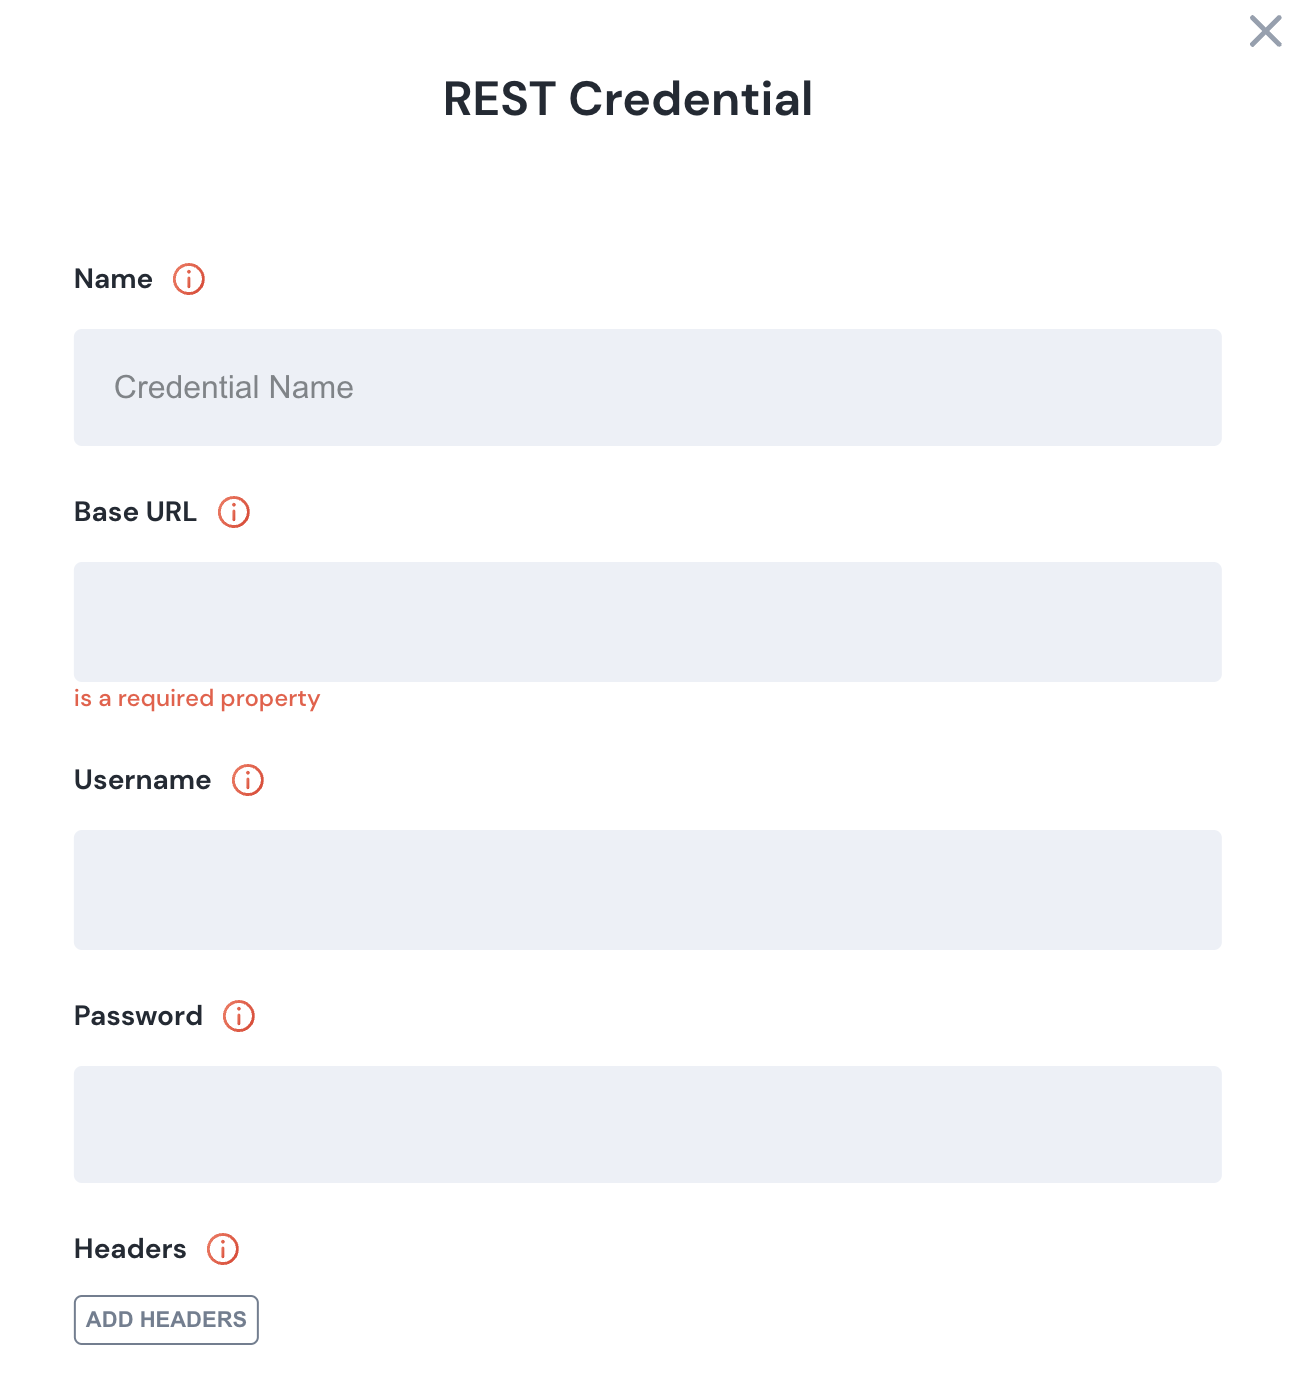 REST Credential
Name
Credential Name
Base URL
is a required property
Username
Password
Headers
ADD HEADERS